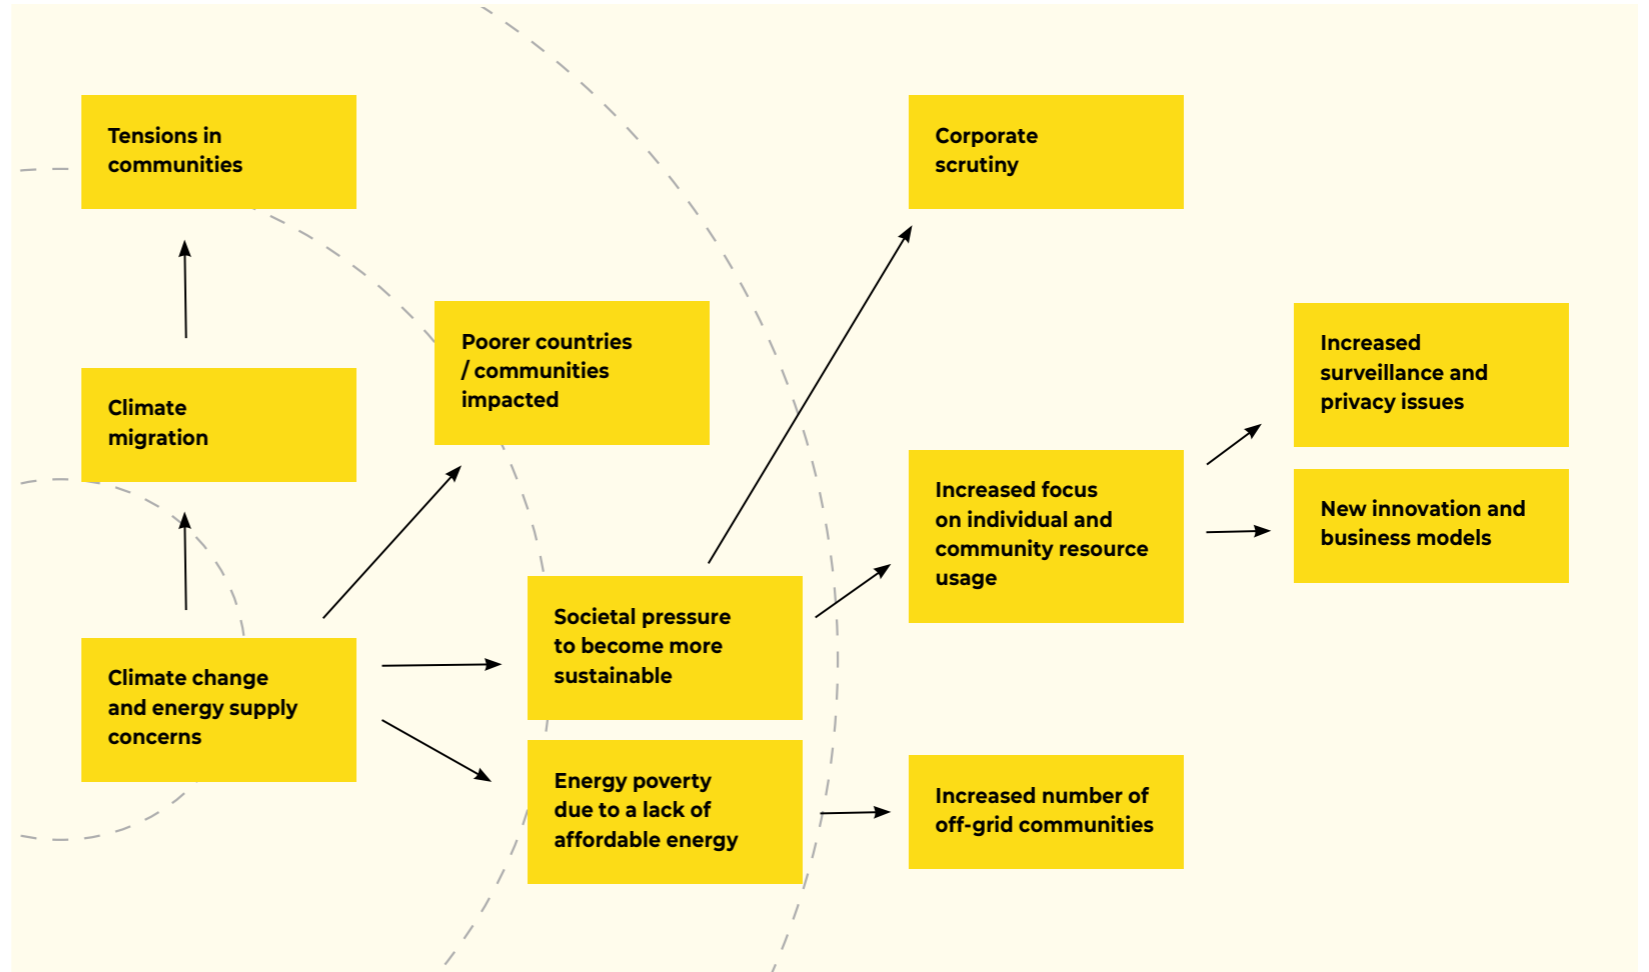 Tensions in
communities
Corporate
scrutiny
Poorer countries
/ communities
impacted
Increased
surveillance and
privacy issues
Climate
migration
Increased focus
on individual and
community resource
usage
New innovation and
business models
Societal pressure
to become more
sustainable
Climate change
and energy supply
concerns
Energy poverty
due to a lack of
affordable energy
Increased number of
off-grid communities